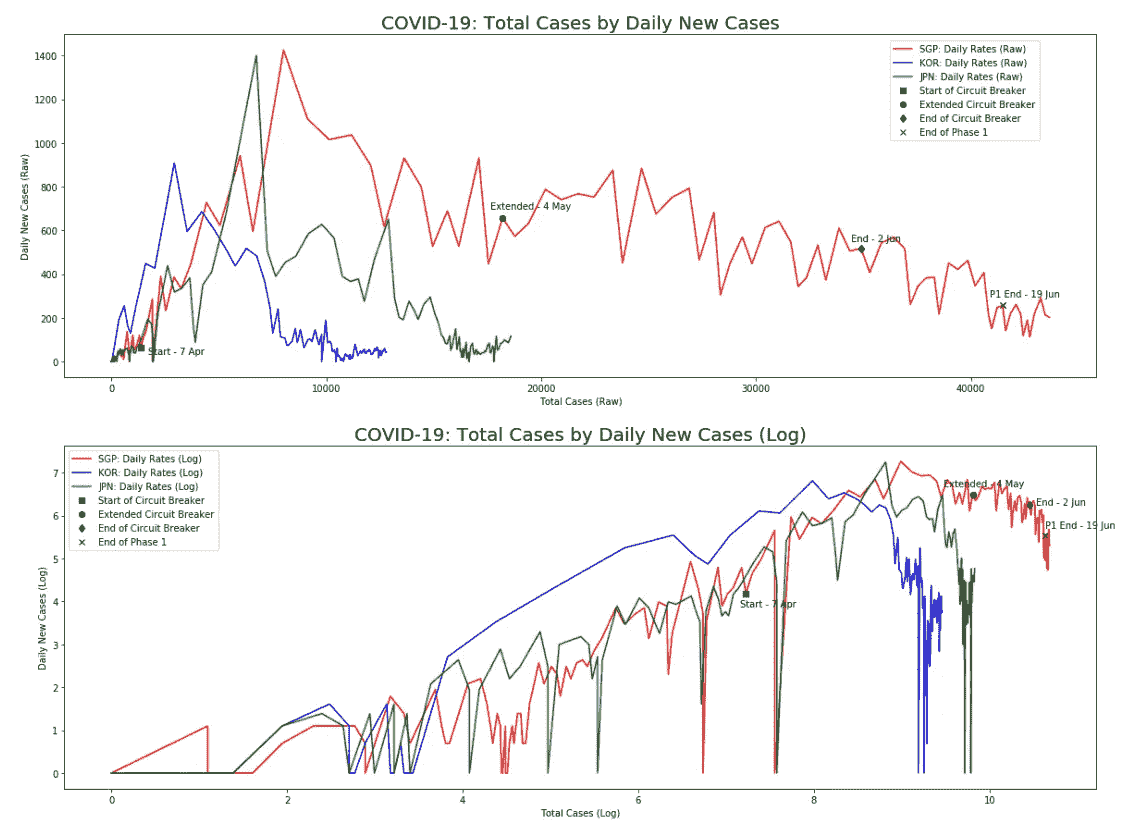 COVID-19: Total Cases by Daily New Cases
SGP: Daily Rates (Raw)
KOR: Daily Rates (Raw)
JPN: Daily Rates (Raw)
Start of Circuit Breaker
Extended Circuit Breaker
End of Circuit Breaker
End of Phase 1
1400
1200
1000
800
600
400
200
0
Daily New Cases (Raw)
Extended - 4 May
End - 2 Jun
P1 End - 19 Jun
Start - 7 Apr
0 10000 20000 30000 40000
Total Cases (Raw)
COVID-19: Total Cases by Daily New Cases (Log)
SGP: Daily Rates (Log)
KOR: Daily Rates (Log)
JPN: Daily Rates (Log)
Start of Circuit Breaker
Extended Circuit Breaker
End of Circuit Breaker
End of Phase 1
7
6
5
4
3
2
1
0
Daily New Cases (Log)
Extended - 4 May
End - 2 Jun
P1 End - 19 Jun
Start - 7 Apr
0 2 4 6 8 10
Total Cases (Log)